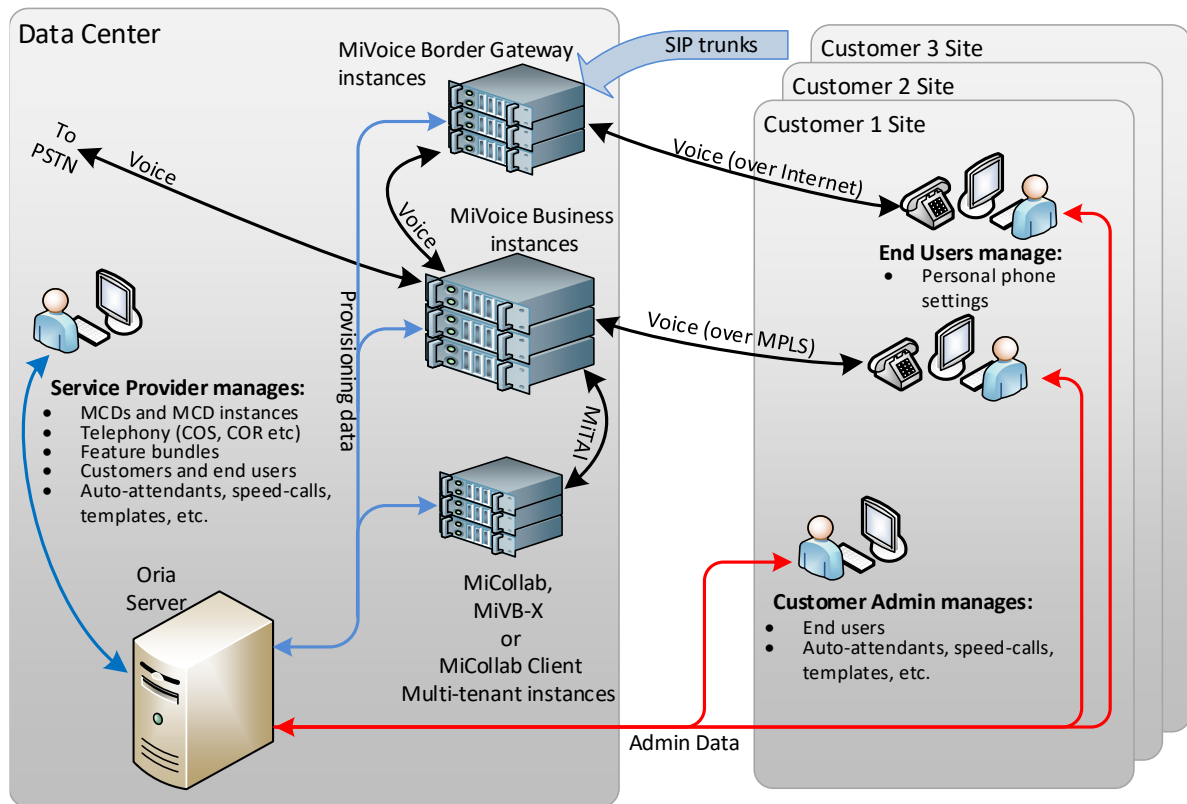 Data Center
MiVoice Border Gateway
instances
SIP trunks
Customer 3 Site
Customer 2 Site
Customer 1 Site
To
PSTN
Voice
Voice
Voice (over Internet)
MiVoice Business
instances
End Users manage:
• Personal phone
settings
Provisioning data
Voice (over MPLS)
Service Provider manages:
• MCDs and MCD instances
• Telephony (COS, COR etc)
• Feature bundles
• Customers and end users
• Auto-attendants, speed-calls,
templates, etc.
MiTAI
Oria
Server
MiCollab,
MiVB-X
or
MiCollab Client
Multi-tenant instances
Customer Admin manages:
• End users
• Auto-attendants, speed-calls,
templates, etc.
Admin Data